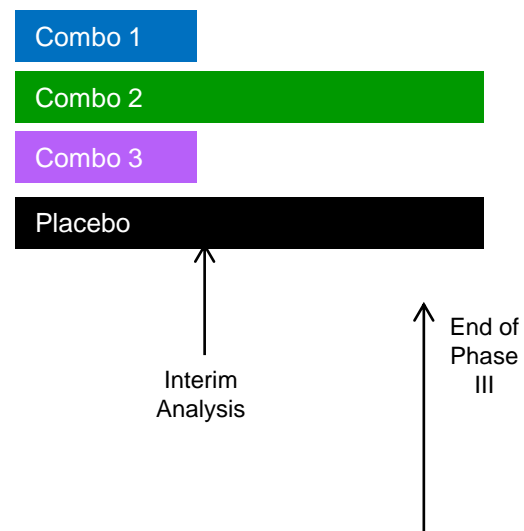 Combo 1
Combo 2
Combo 3
Placebo
Interim
Analysis
End of
Phase
III